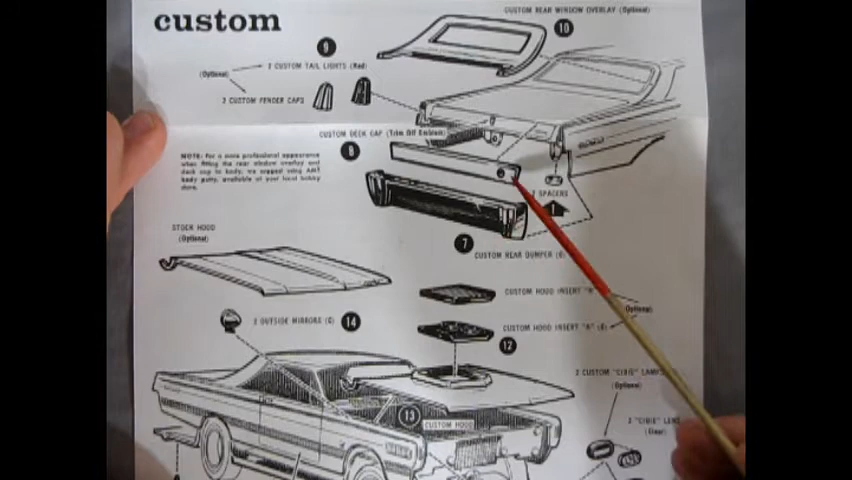 custom
CUSTOM REAR WINDOW OVERLAY (Optional)
10
9
2 CUSTOM TAIL LIGHTS (Red)
(Optional)
2 CUSTOM FENDER CAPS
CUSTOM DECK CAP (Trim Off Emblem)
8
NOTE: For a more professional appearance
when fitting the rear window overlay and
deck cap to body, we suggest using AMT
body putty, available at your local hobby
store.
2 SPACERS
7
CUSTOM REAR BUMPER
STOCK HOOD
(Optional)
CUSTOM HOOD INSERT
(Optional)
2 OUTSIDE MIRRORS (C)
14
CUSTOM HOOD INSERT
12
2 CUSTOM "CIBIE" LAMPS
(Optional)
13
CUSTOM HOOD
2 "CIBIE" LENS
(Clear)